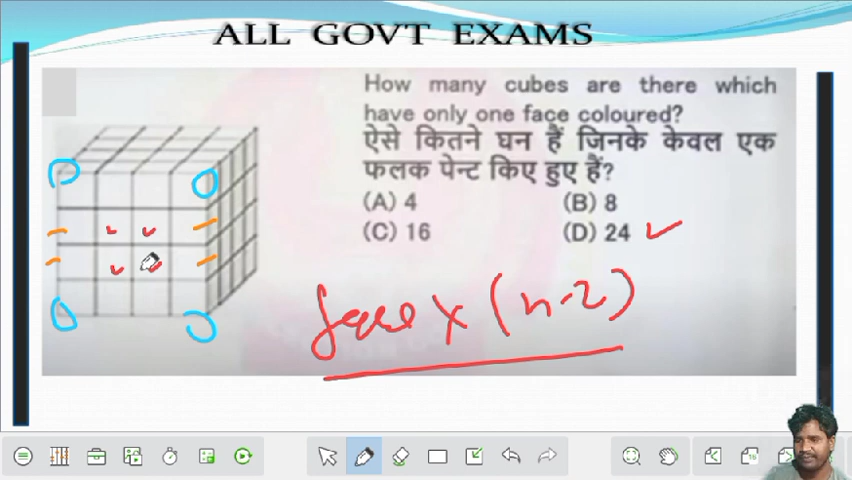 ALL GOVT EXAMS
How many cubes are there which
have only one face coloured?
ऐसे कितने घन हैं जिनके केवल एक
फलक पेन्ट किए हुए हैं?
(A) 4 (B) 8
(C) 16 (D) 24
face × (n-2)